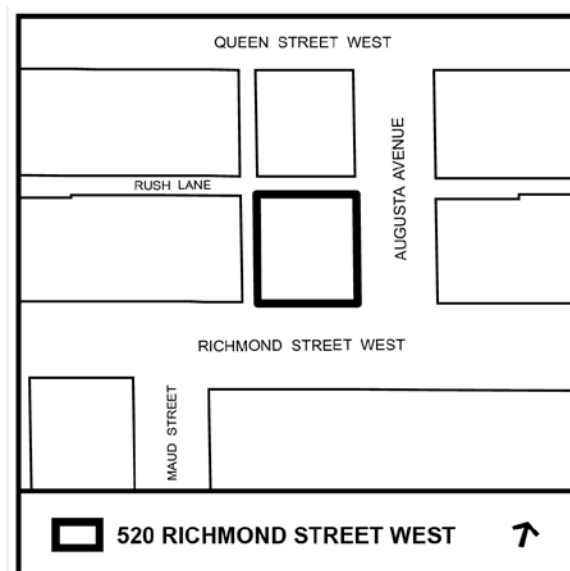 QUEEN STREET WEST
AUGUSTA AVENUE
RUSH LANE
RICHMOND STREET WEST
MAUD STREET
520 RICHMOND STREET WEST